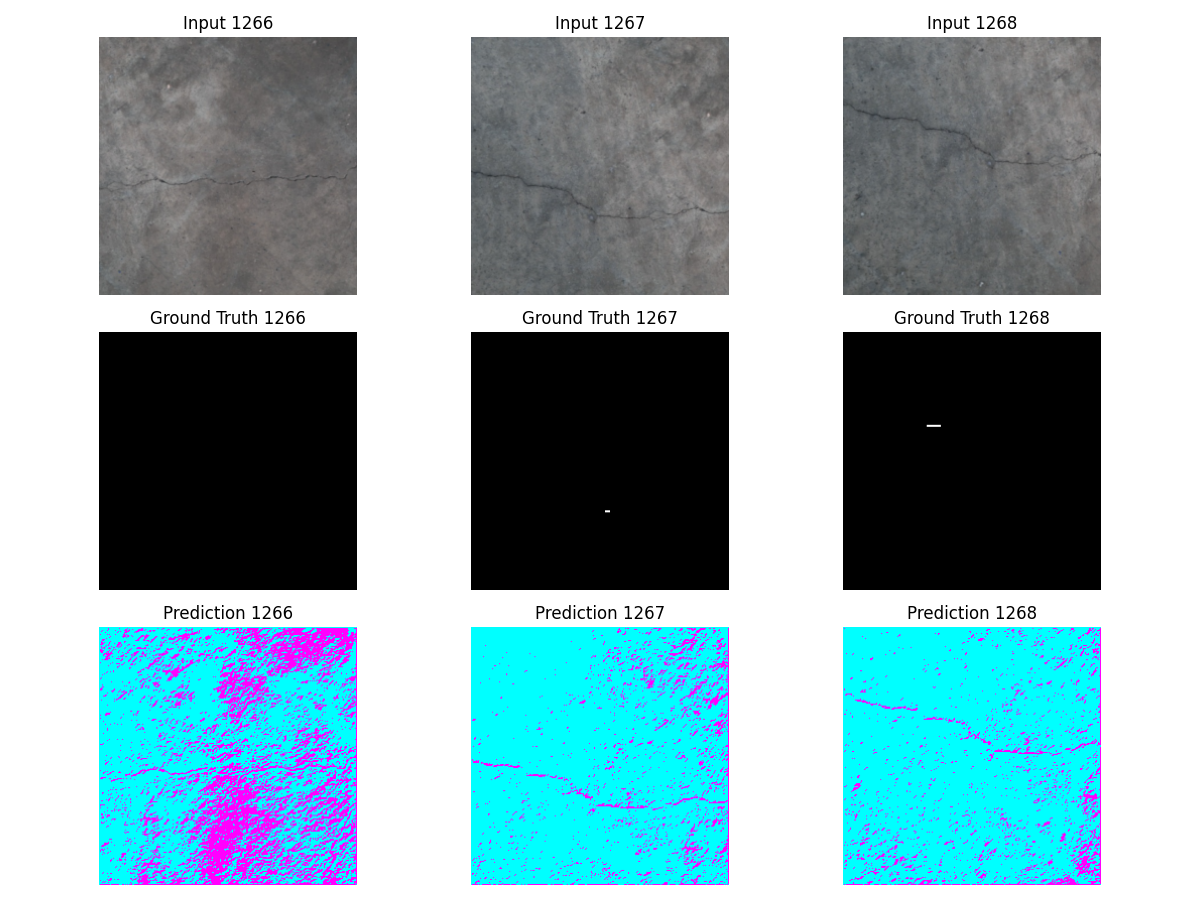 Input 1266
Input 1267
Input 1268
Ground Truth 1266
Ground Truth 1267
Ground Truth 1268
Prediction 1266
Prediction 1267
Prediction 1268